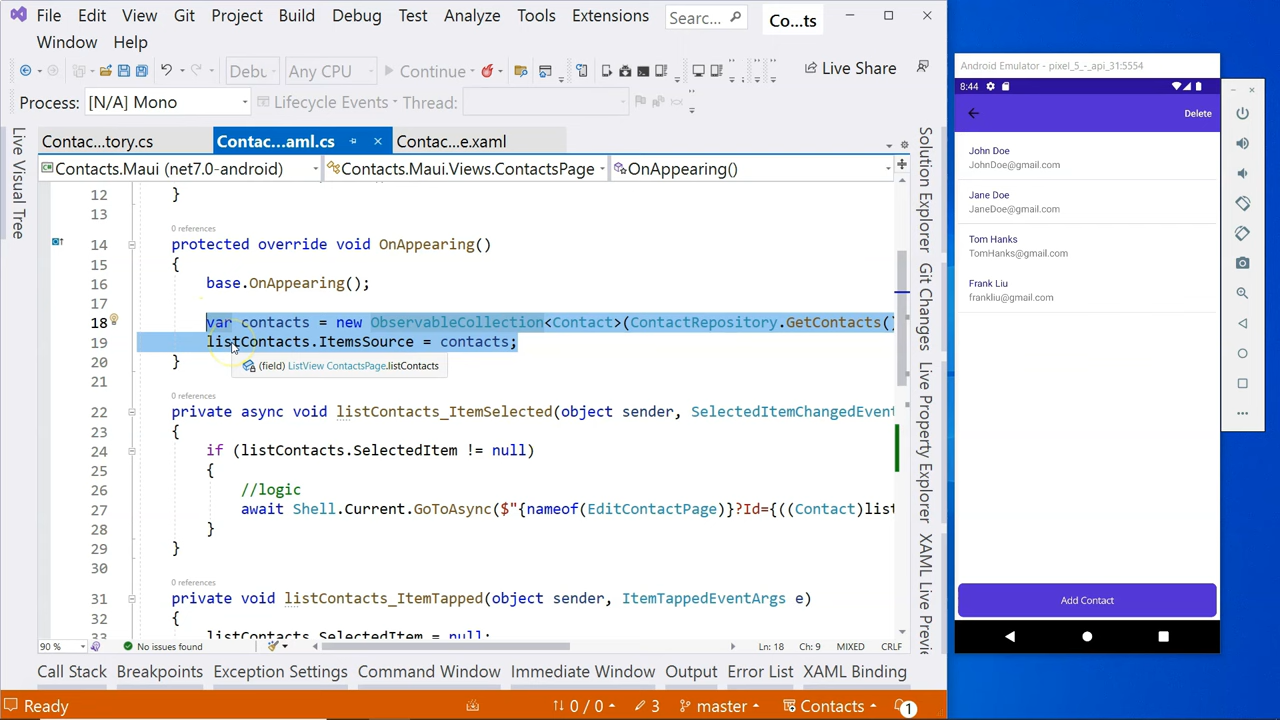 File Edit View Git Project Build Debug Test Analyze Tools Extensions Searc... Co...ts
Window Help
Debu Any CPU Continue Live Share
Process: [N/A] Mono Lifecycle Events Thread:
Contac...tory.cs Contac...aml.cs Contac...e.xaml
Contacts.Maui (net7.0-android) Contacts.Maui.Views.ContactsPage OnAppearing()
12 }
13
0 references
14 protected override void OnAppearing()
15 {
16 base.OnAppearing();
17
18 var contacts = new ObservableCollection<Contact>(ContactRepository.GetContacts()
19 listContacts.ItemsSource = contacts;
20 }
(field) ListView ContactsPage.listContacts
21
0 references
22 private async void listContacts_ItemSelected(object sender, SelectedItemChangedEvent
23 {
24 if (listContacts.SelectedItem != null)
25 {
26 //logic
27 await Shell.Current.GoToAsync($"{nameof(EditContactPage)}?Id={((Contact)list
28 }
29 }
30
0 references
31 private void listContacts_ItemTapped(object sender, ItemTappedEventArgs e)
32 {
33 listContacts.SelectedItem = null;
90 % No issues found Ln: 18 Ch: 9 MIXED CRLF
Call Stack Breakpoints Exception Settings Command Window Immediate Window Output Error List XAML Binding
Ready 0 / 0 3 master Contacts 1
Live Visual Tree
Solution Explorer
Git Changes
Live Property Explorer
XAML Live Previe
Android Emulator - pixel_5_-_api_31:5554
8:44
Delete
John Doe
JohnDoe@gmail.com
Jane Doe
JaneDoe@gmail.com
Tom Hanks
TomHanks@gmail.com
Frank Liu
frankliu@gmail.com
Add Contact